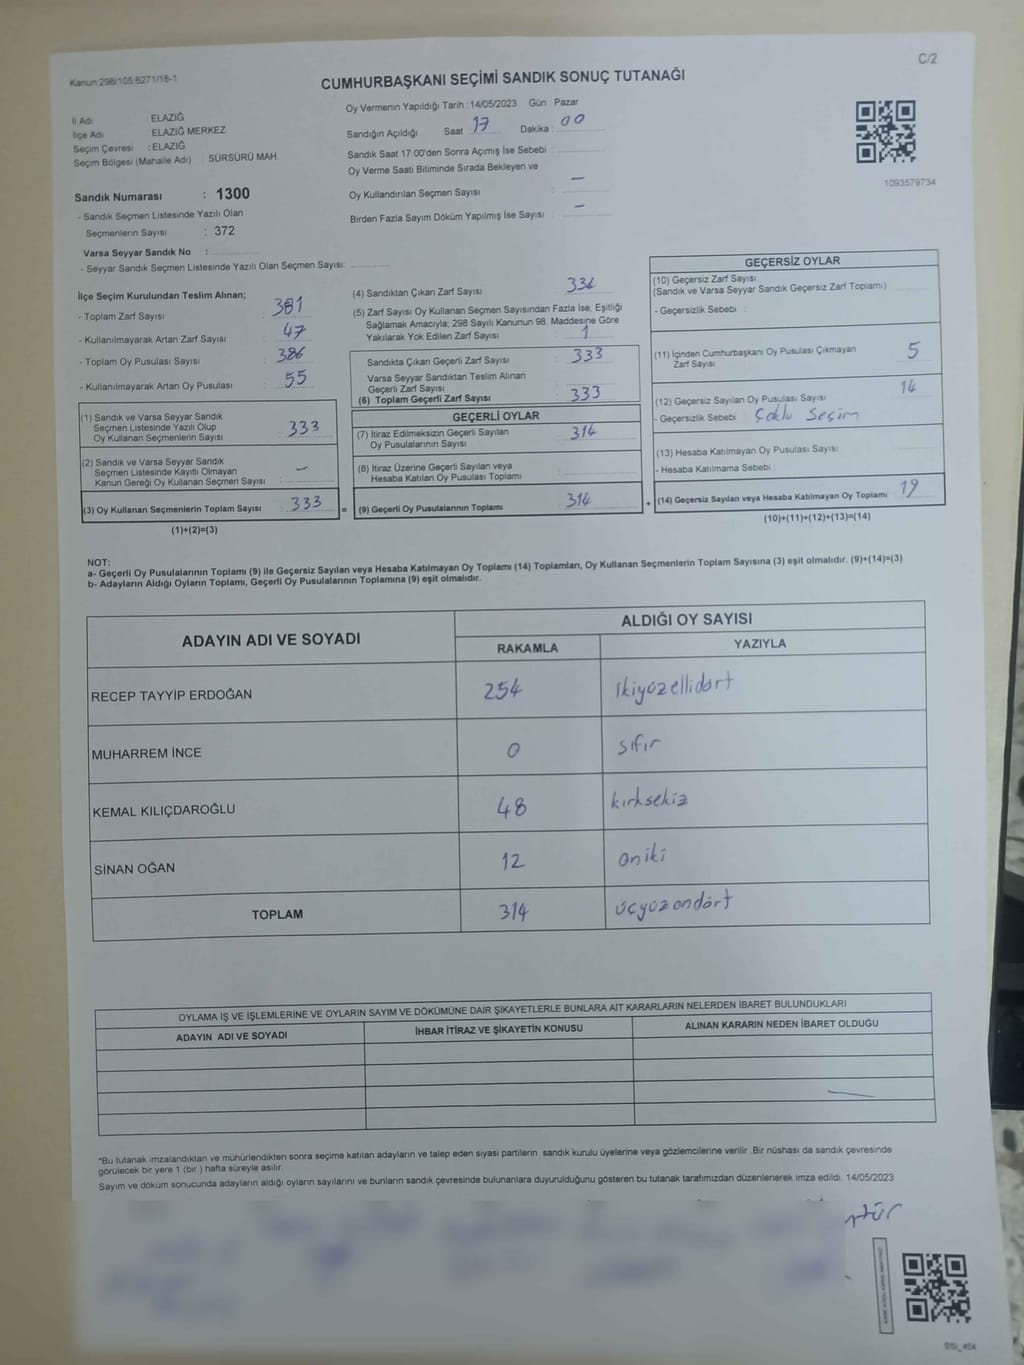 Kanun:298/105,5271/18-1
C/2
CUMHURBAŞKANI SEÇİMİ SANDIK SONUÇ TUTANAĞI
İl Adı ELAZIĞ
İlçe Adı ELAZIĞ MERKEZ
Seçim Çevresi : ELAZIĞ
Seçim Bölgesi (Mahalle Adı) SÜRSÜRÜ MAH.
Sandık Numarası : 1300
- Sandık Seçmen Listesinde Yazılı Olan
Seçmenlerin Sayısı : 372
Varsa Seyyar Sandık No :
- Seyyar Sandık Seçmen Listesinde Yazılı Olan Seçmen Sayısı:
Oy Vermenin Yapıldığı Tarih :14/05/2023 Gün : Pazar
Sandığın Açıldığı Saat 17 Dakika : 00
Sandık Saat 17:00'den Sonra Açımış İse Sebebi :
Oy Verme Saati Bitiminde Sırada Bekleyen ve
Oy Kullandırılan Seçmen Sayısı : -
Birden Fazla Sayım Döküm Yapılmış İse Sayısı : -
1093579734
İlçe Seçim Kurulundan Teslim Alınan;
- Toplam Zarf Sayısı : 381
- Kullanılmayarak Artan Zarf Sayısı : 47
- Toplam Oy Pusulası Sayısı : 386
- Kullanılmayarak Artan Oy Pusulası : 55
(1) Sandık ve Varsa Seyyar Sandık
Seçmen Listesinde Yazılı Olup
Oy Kullanan Seçmenlerin Sayısı : 333
(2) Sandık ve Varsa Seyyar Sandık
Seçmen Listesinde Kayıtlı Olmayan
Kanun Gereği Oy Kullanan Seçmen Sayısı : -
(3) Oy Kullanan Seçmenlerin Toplam Sayısı : 333 =
(1)+(2)=(3)
(4) Sandıktan Çıkan Zarf Sayısı : 334
(5) Zarf Sayısı Oy Kullanan Seçmen Sayısından Fazla İse, Eşitliği
Sağlamak Amacıyla; 298 Sayılı Kanunun 98. Maddesine Göre
Yakılarak Yok Edilen Zarf Sayısı : 1
Sandıkta Çıkan Geçerli Zarf Sayısı : 333
Varsa Seyyar Sandıktan Teslim Alınan
Geçerli Zarf Sayısı :
(6) Toplam Geçerli Zarf Sayısı : 333
GEÇERLİ OYLAR
(7) İtiraz Edilmeksizin Geçerli Sayılan
Oy Pusulalarının Sayısı : 314
(8) İtiraz Üzerine Geçerli Sayılan veya
Hesaba Katılan Oy Pusulası Toplamı :
(9) Geçerli Oy Pusulalarının Toplamı : 314 +
GEÇERSİZ OYLAR
(10) Geçersiz Zarf Sayısı
(Sandık ve Varsa Seyyar Sandık Geçersiz Zarf Toplamı) :
- Geçersizlik Sebebi :
(11) İçinden Cumhurbaşkanı Oy Pusulası Çıkmayan
Zarf Sayısı : 5
(12) Geçersiz Sayılan Oy Pusulası Sayısı : 14
- Geçersizlik Sebebi : Çoklu Seçim
(13) Hesaba Katılmayan Oy Pusulası Sayısı :
- Hesaba Katılmama Sebebi :
(14) Geçersiz Sayılan veya Hesaba Katılmayan Oy Toplamı : 19
(10)+(11)+(12)+(13)=(14)
NOT:
a- Geçerli Oy Pusulalarının Toplamı (9) ile Geçersiz Sayılan veya Hesaba Katılmayan Oy Toplamı (14) Toplamları, Oy Kullanan Seçmenlerin Toplam Sayısına (3) eşit olmalıdır. (9)+(14)=(3)
b- Adayların Aldığı Oyların Toplamı, Geçerli Oy Pusulalarının Toplamına (9) eşit olmalıdır.
ADAYIN ADI VE SOYADI
ALDIĞI OY SAYISI
RAKAMLA YAZIYLA
RECEP TAYYİP ERDOĞAN 254 ikiyüzellidört
MUHARREM İNCE 0 sıfır
KEMAL KILIÇDAROĞLU 48 kırksekiz
SİNAN OĞAN 12 oniki
TOPLAM 314 üçyüzondört
OYLAMA İŞ VE İŞLEMLERİNE VE OYLARIN SAYIM VE DÖKÜMÜNE DAİR ŞİKAYETLERLE BUNLARA AİT KARARLARIN NELERDEN İBARET BULUNDUKLARI
ADAYIN ADI VE SOYADI İHBAR İTİRAZ VE ŞİKAYETİN KONUSU ALINAN KARARIN NEDEN İBARET OLDUĞU
*Bu tutanak imzalandıktan ve mühürlendikten sonra seçime katılan adayların ve talep eden siyasi partilerin sandık kurulu üyelerine veya gözlemcilerine verilir .Bir nüshası da sandık çevresinde
görülecek bir yere 1 (bir ) hafta süreyle asılır.
Sayım ve döküm sonucunda adayların aldığı oyların sayılarını ve bunların sandık çevresinde bulunanlara duyurulduğunu gösteren bu tutanak tarafımızdan düzenlenerek imza edildi. 14/05/2023